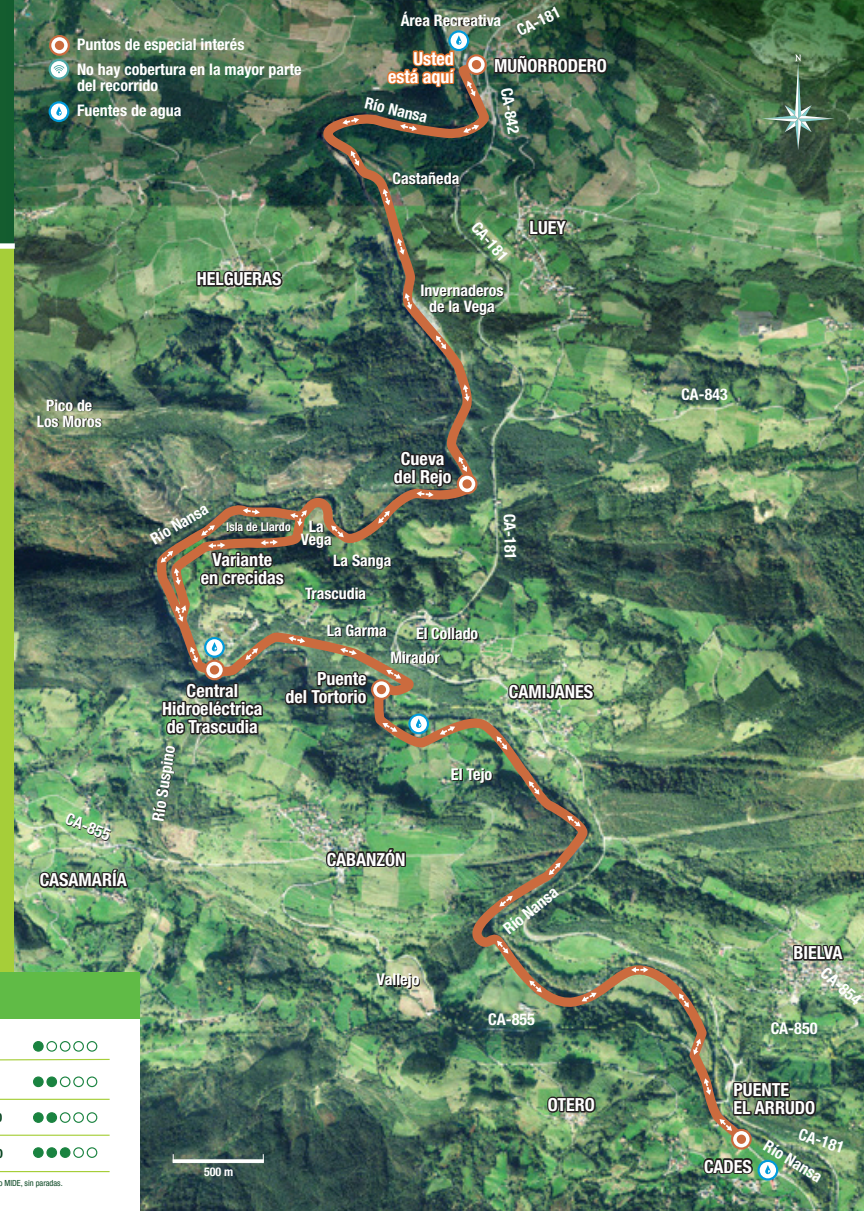 Puntos de especial interés
No hay cobertura en la mayor parte
del recorrido
Fuentes de agua
Área Recreativa
CA-181
Usted
está aquí
MUÑORRODERO
N
Río Nansa
CA-842
Castañeda
CA-181
LUEY
HELGUERAS
Invernaderos
de la Vega
Pico de
Los Moros
CA-843
Cueva
del Rejo
Río Nansa
Isla de Llardo
La
Vega
CA-181
Variante
en crecidas
La Sanga
Trascudia
La Garma
El Collado
Mirador
Puente
del Tortorio
CAMIJANES
Central
Hidroeléctrica
de Trascudia
Río Suspino
El Tejo
CA-855
CABANZÓN
CASAMARÍA
Río Nansa
BIELVA
CA-854
Vallejo
CA-855
CA-850
OTERO
PUENTE
EL ARRUDO
CA-181
Río Nansa
CADES
500 m
MIDE, sin paradas.